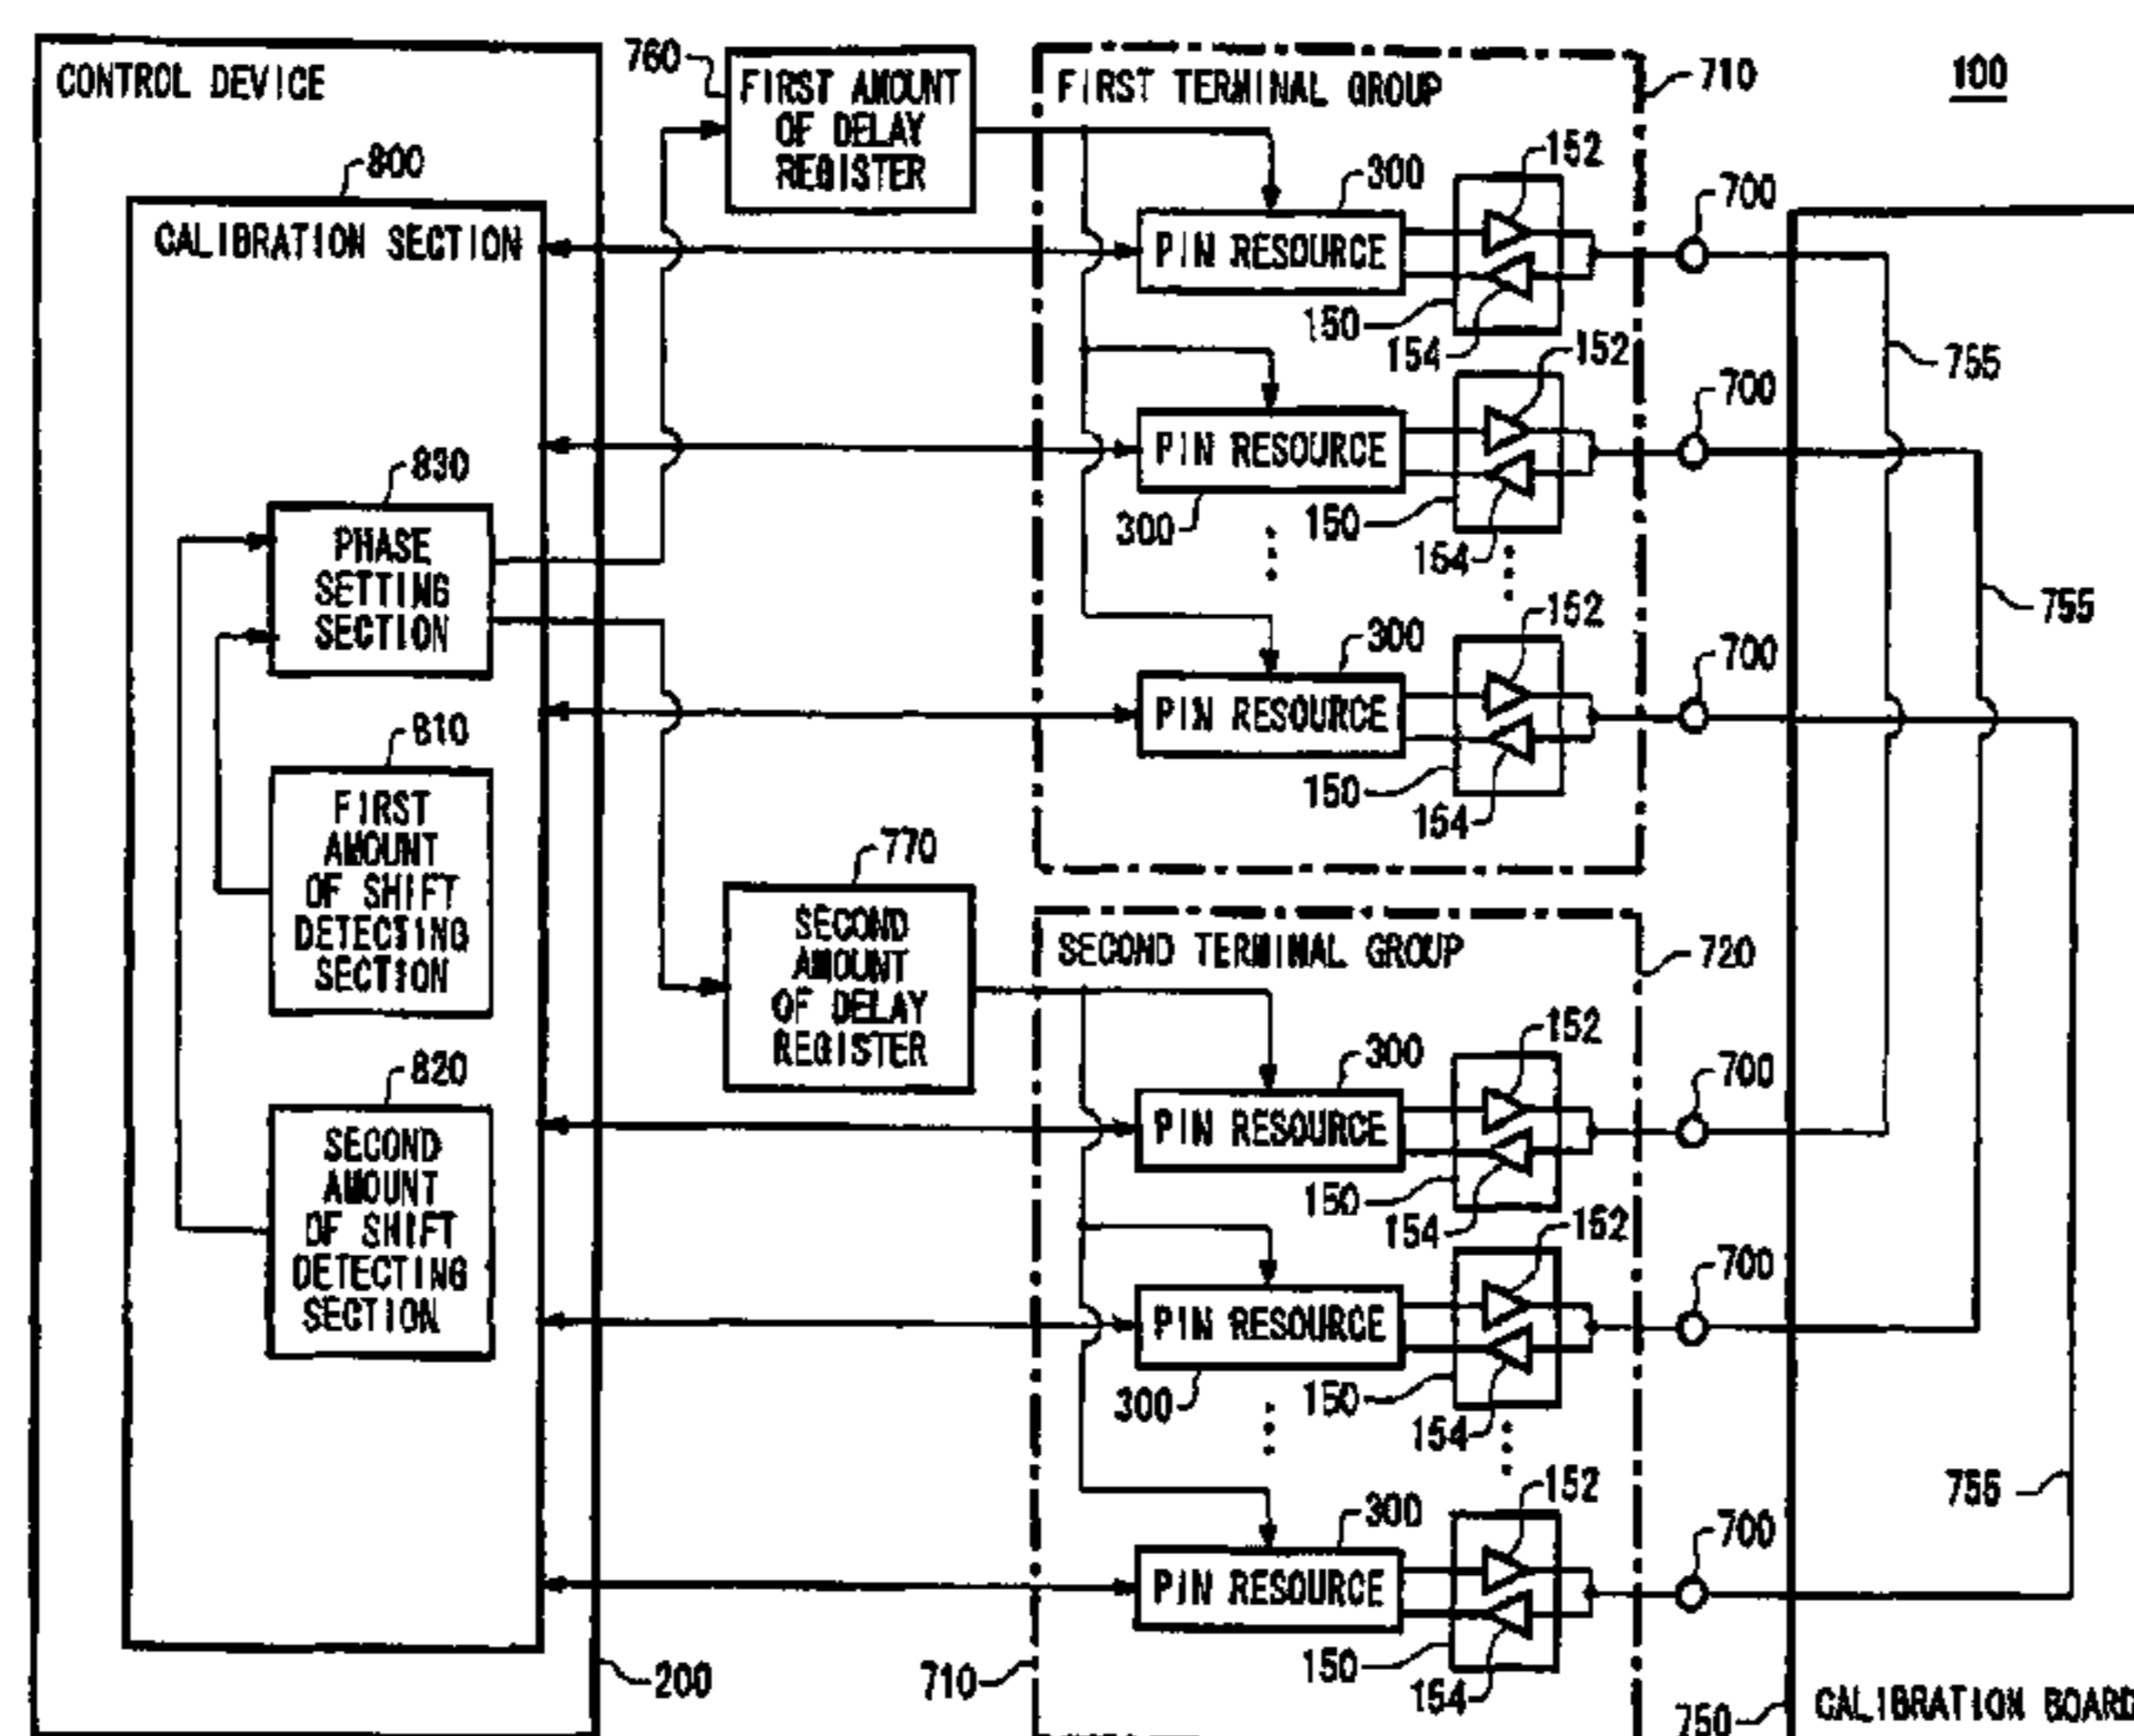 CONTROL DEVICE
760
FIRST AMOUNT
OF DELAY
REGISTER
FIRST TERMINAL GROUP
710
100
800
CALIBRATION SECTION
300
PIN RESOURCE
152
700
150
154
755
PIN RESOURCE
152
700
300
150
154
755
830
PHASE
SETTING
SECTION
300
PIN RESOURCE
152
700
150
154
810
FIRST
AMOUNT
OF SHIFT
DETECTING
SECTION
770
SECOND
AMOUNT
OF DELAY
REGISTER
SECOND TERMINAL GROUP
720
820
SECOND
AMOUNT
OF SHIFT
DETECTING
SECTION
300
PIN RESOURCE
152
700
150
154
PIN RESOURCE
152
700
300
150
154
755
300
PIN RESOURCE
152
700
150
154
200
710
750
CALIBRATION BOARD